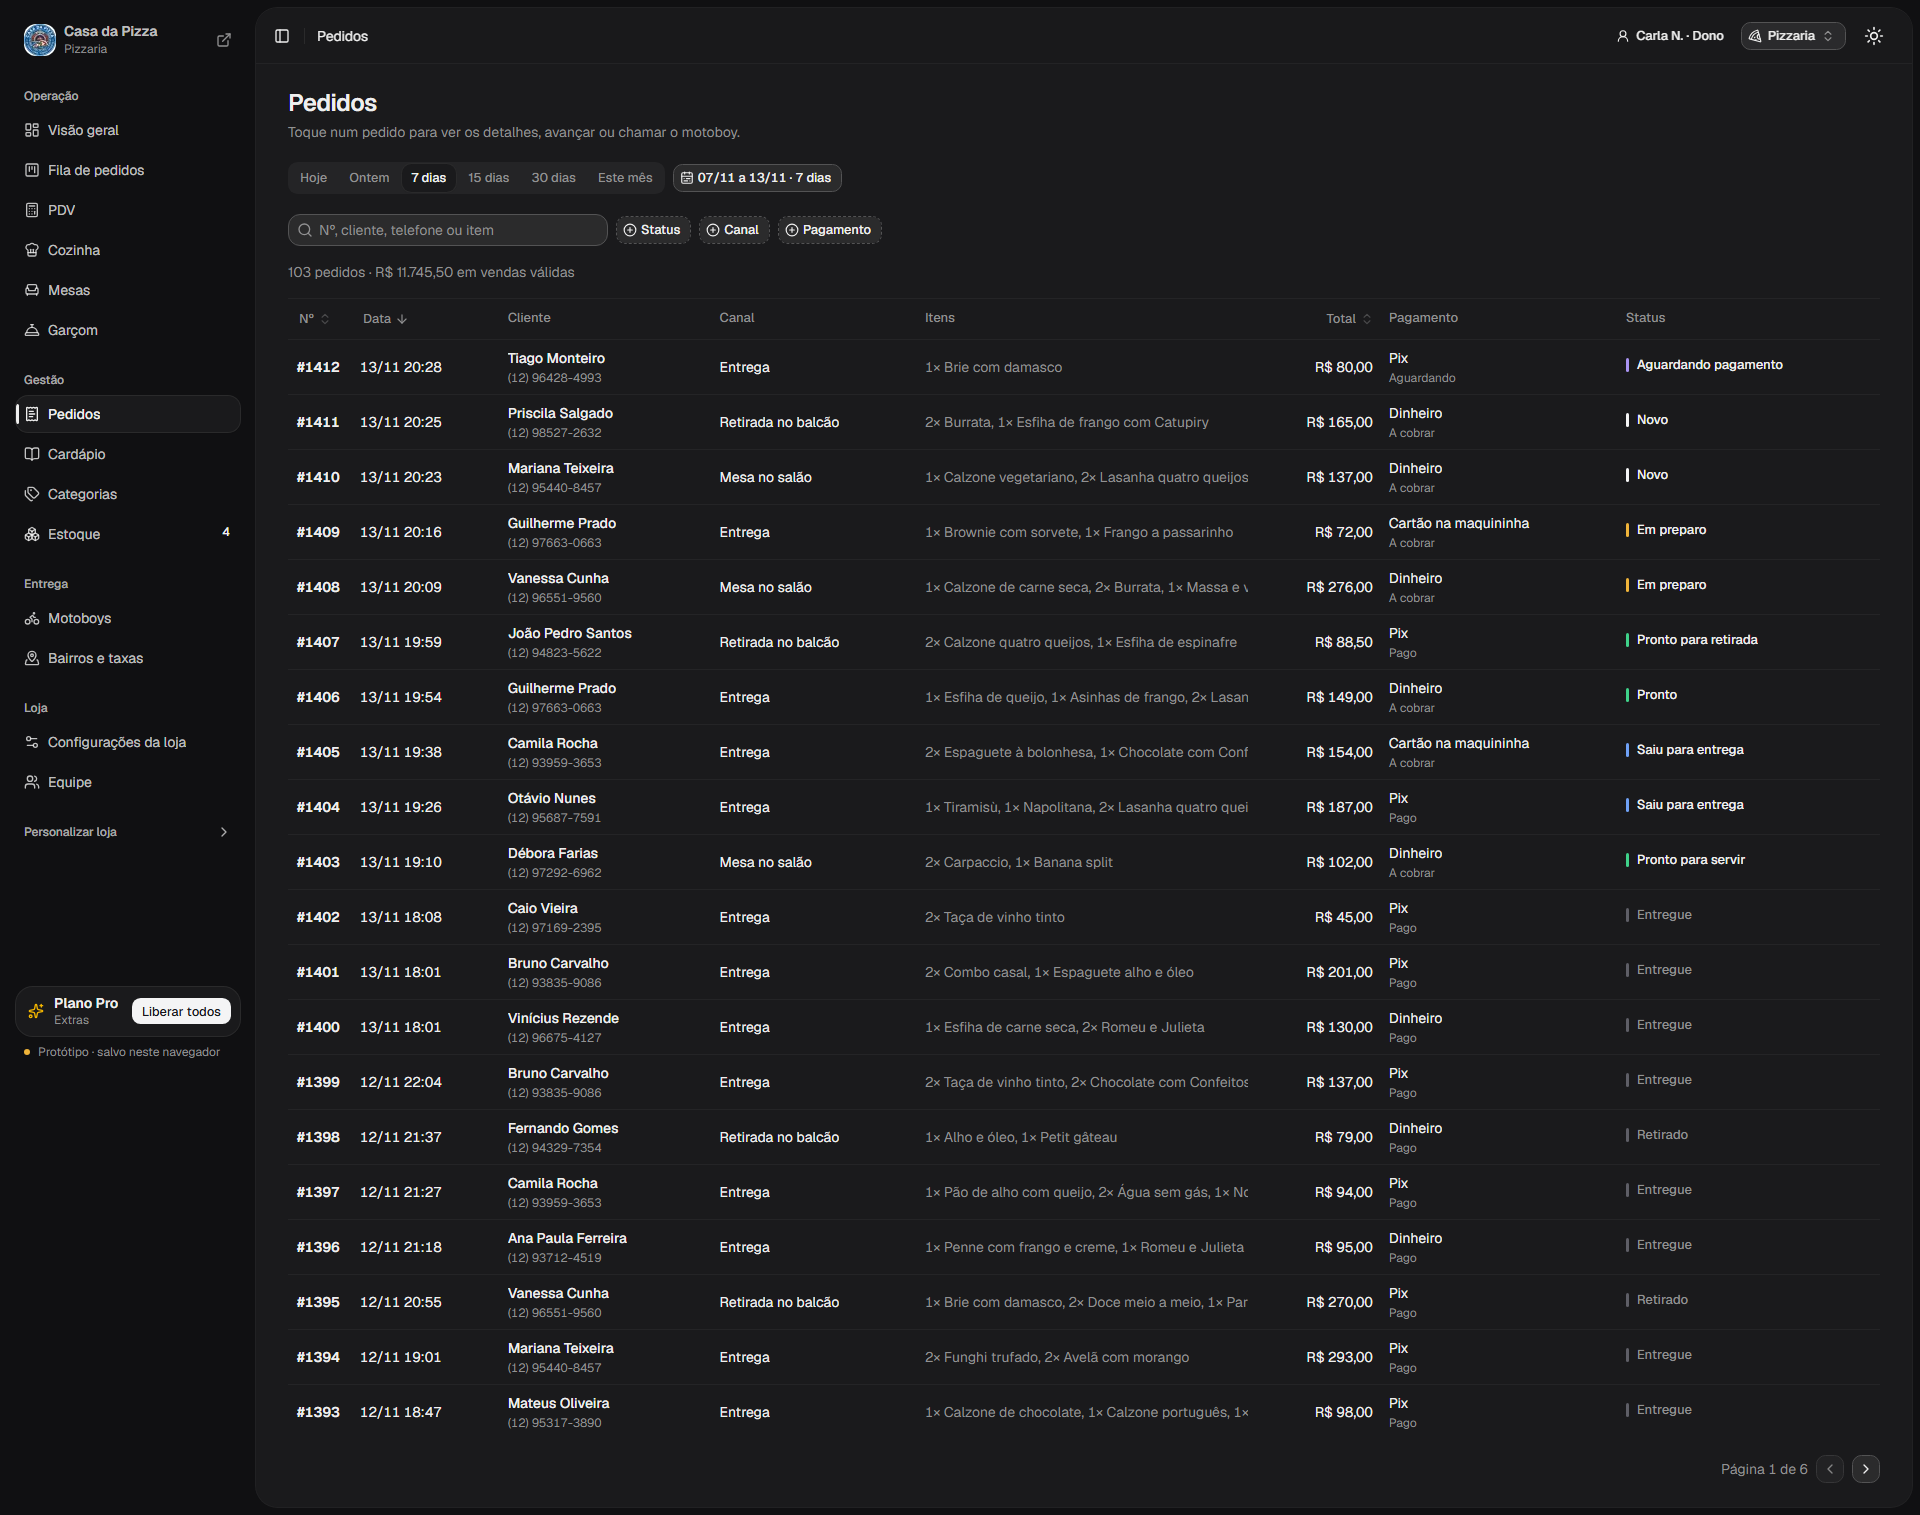 Casa da Pizza
Pizzaria
Operação
Visão geral
Fila de pedidos
PDV
Cozinha
Mesas
Garçom
Gestão
Pedidos
Cardápio
Categorias
Estoque 4
Entrega
Motoboys
Bairros e taxas
Loja
Configurações da loja
Equipe
Personalizar loja
Plano Pro
Extras
Liberar todos
Protótipo · salvo neste navegador
Pedidos
Carla N. · Dono
Pizzaria
Pedidos
Toque num pedido para ver os detalhes, avançar ou chamar o motoboy.
Hoje Ontem 7 dias 15 dias 30 dias Este mês 07/11 a 13/11 · 7 dias
Nº, cliente, telefone ou item Status Canal Pagamento
103 pedidos · R$ 11.745,50 em vendas válidas
Nº Data Cliente Canal Itens Total Pagamento Status
#1412 13/11 20:28 Tiago Monteiro Entrega 1× Brie com damasco R$ 80,00 Pix Aguardando pagamento
(12) 96428-4993 Aguardando
#1411 13/11 20:25 Priscila Salgado Retirada no balcão 2× Burrata, 1× Esfiha de frango com Catupiry R$ 165,00 Dinheiro Novo
(12) 98527-2632 A cobrar
#1410 13/11 20:23 Mariana Teixeira Mesa no salão 1× Calzone vegetariano, 2× Lasanha quatro queijos R$ 137,00 Dinheiro Novo
(12) 95440-8457 A cobrar
#1409 13/11 20:16 Guilherme Prado Entrega 1× Brownie com sorvete, 1× Frango a passarinho R$ 72,00 Cartão na maquininha Em preparo
(12) 97663-0663 A cobrar
#1408 13/11 20:09 Vanessa Cunha Mesa no salão 1× Calzone de carne seca, 2× Burrata, 1× Massa e v R$ 276,00 Dinheiro Em preparo
(12) 96551-9560 A cobrar
#1407 13/11 19:59 João Pedro Santos Retirada no balcão 2× Calzone quatro queijos, 1× Esfiha de espinafre R$ 88,50 Pix Pronto para retirada
(12) 94823-5622 Pago
#1406 13/11 19:54 Guilherme Prado Entrega 1× Esfiha de queijo, 1× Asinhas de frango, 2× Lasan R$ 149,00 Dinheiro Pronto
(12) 97663-0663 A cobrar
#1405 13/11 19:38 Camila Rocha Entrega 2× Espaguete à bolonhesa, 1× Chocolate com Conf R$ 154,00 Cartão na maquininha Saiu para entrega
(12) 93959-3653 A cobrar
#1404 13/11 19:26 Otávio Nunes Entrega 1× Tiramisù, 1× Napolitana, 2× Lasanha quatro quei R$ 187,00 Pix Saiu para entrega
(12) 95687-7591 Pago
#1403 13/11 19:10 Débora Farias Mesa no salão 2× Carpaccio, 1× Banana split R$ 102,00 Dinheiro Pronto para servir
(12) 97292-6962 A cobrar
#1402 13/11 18:08 Caio Vieira Entrega 2× Taça de vinho tinto R$ 45,00 Pix Entregue
(12) 97169-2395 Pago
#1401 13/11 18:01 Bruno Carvalho Entrega 2× Combo casal, 1× Espaguete alho e óleo R$ 201,00 Pix Entregue
(12) 93835-9086 Pago
#1400 13/11 18:01 Vinícius Rezende Entrega 1× Esfiha de carne seca, 2× Romeu e Julieta R$ 130,00 Dinheiro Entregue
(12) 96675-4127 Pago
#1399 12/11 22:04 Bruno Carvalho Entrega 2× Taça de vinho tinto, 2× Chocolate com Confeitos R$ 137,00 Pix Entregue
(12) 93835-9086 Pago
#1398 12/11 21:37 Fernando Gomes Retirada no balcão 1× Alho e óleo, 1× Petit gâteau R$ 79,00 Dinheiro Retirado
(12) 94329-7354 Pago
#1397 12/11 21:27 Camila Rocha Entrega 1× Pão de alho com queijo, 2× Água sem gás, 1× R$ 94,00 Pix Entregue
(12) 93959-3653 Pago
#1396 12/11 21:18 Ana Paula Ferreira Entrega 1× Penne com frango e creme, 1× Romeu e Julieta R$ 95,00 Dinheiro Entregue
(12) 93712-4519 Pago
#1395 12/11 20:55 Vanessa Cunha Retirada no balcão 1× Brie com damasco, 2× Doce meio a meio, 1× Par R$ 270,00 Pix Retirado
(12) 96551-9560 Pago
#1394 12/11 19:01 Mariana Teixeira Entrega 2× Funghi trufado, 2× Avelã com morango R$ 293,00 Pix Entregue
(12) 95440-8457 Pago
#1393 12/11 18:47 Mateus Oliveira Entrega 1× Calzone de chocolate, 1× Calzone português, 1× R$ 98,00 Pix Entregue
(12) 95317-3890 Pago
Página 1 de 6